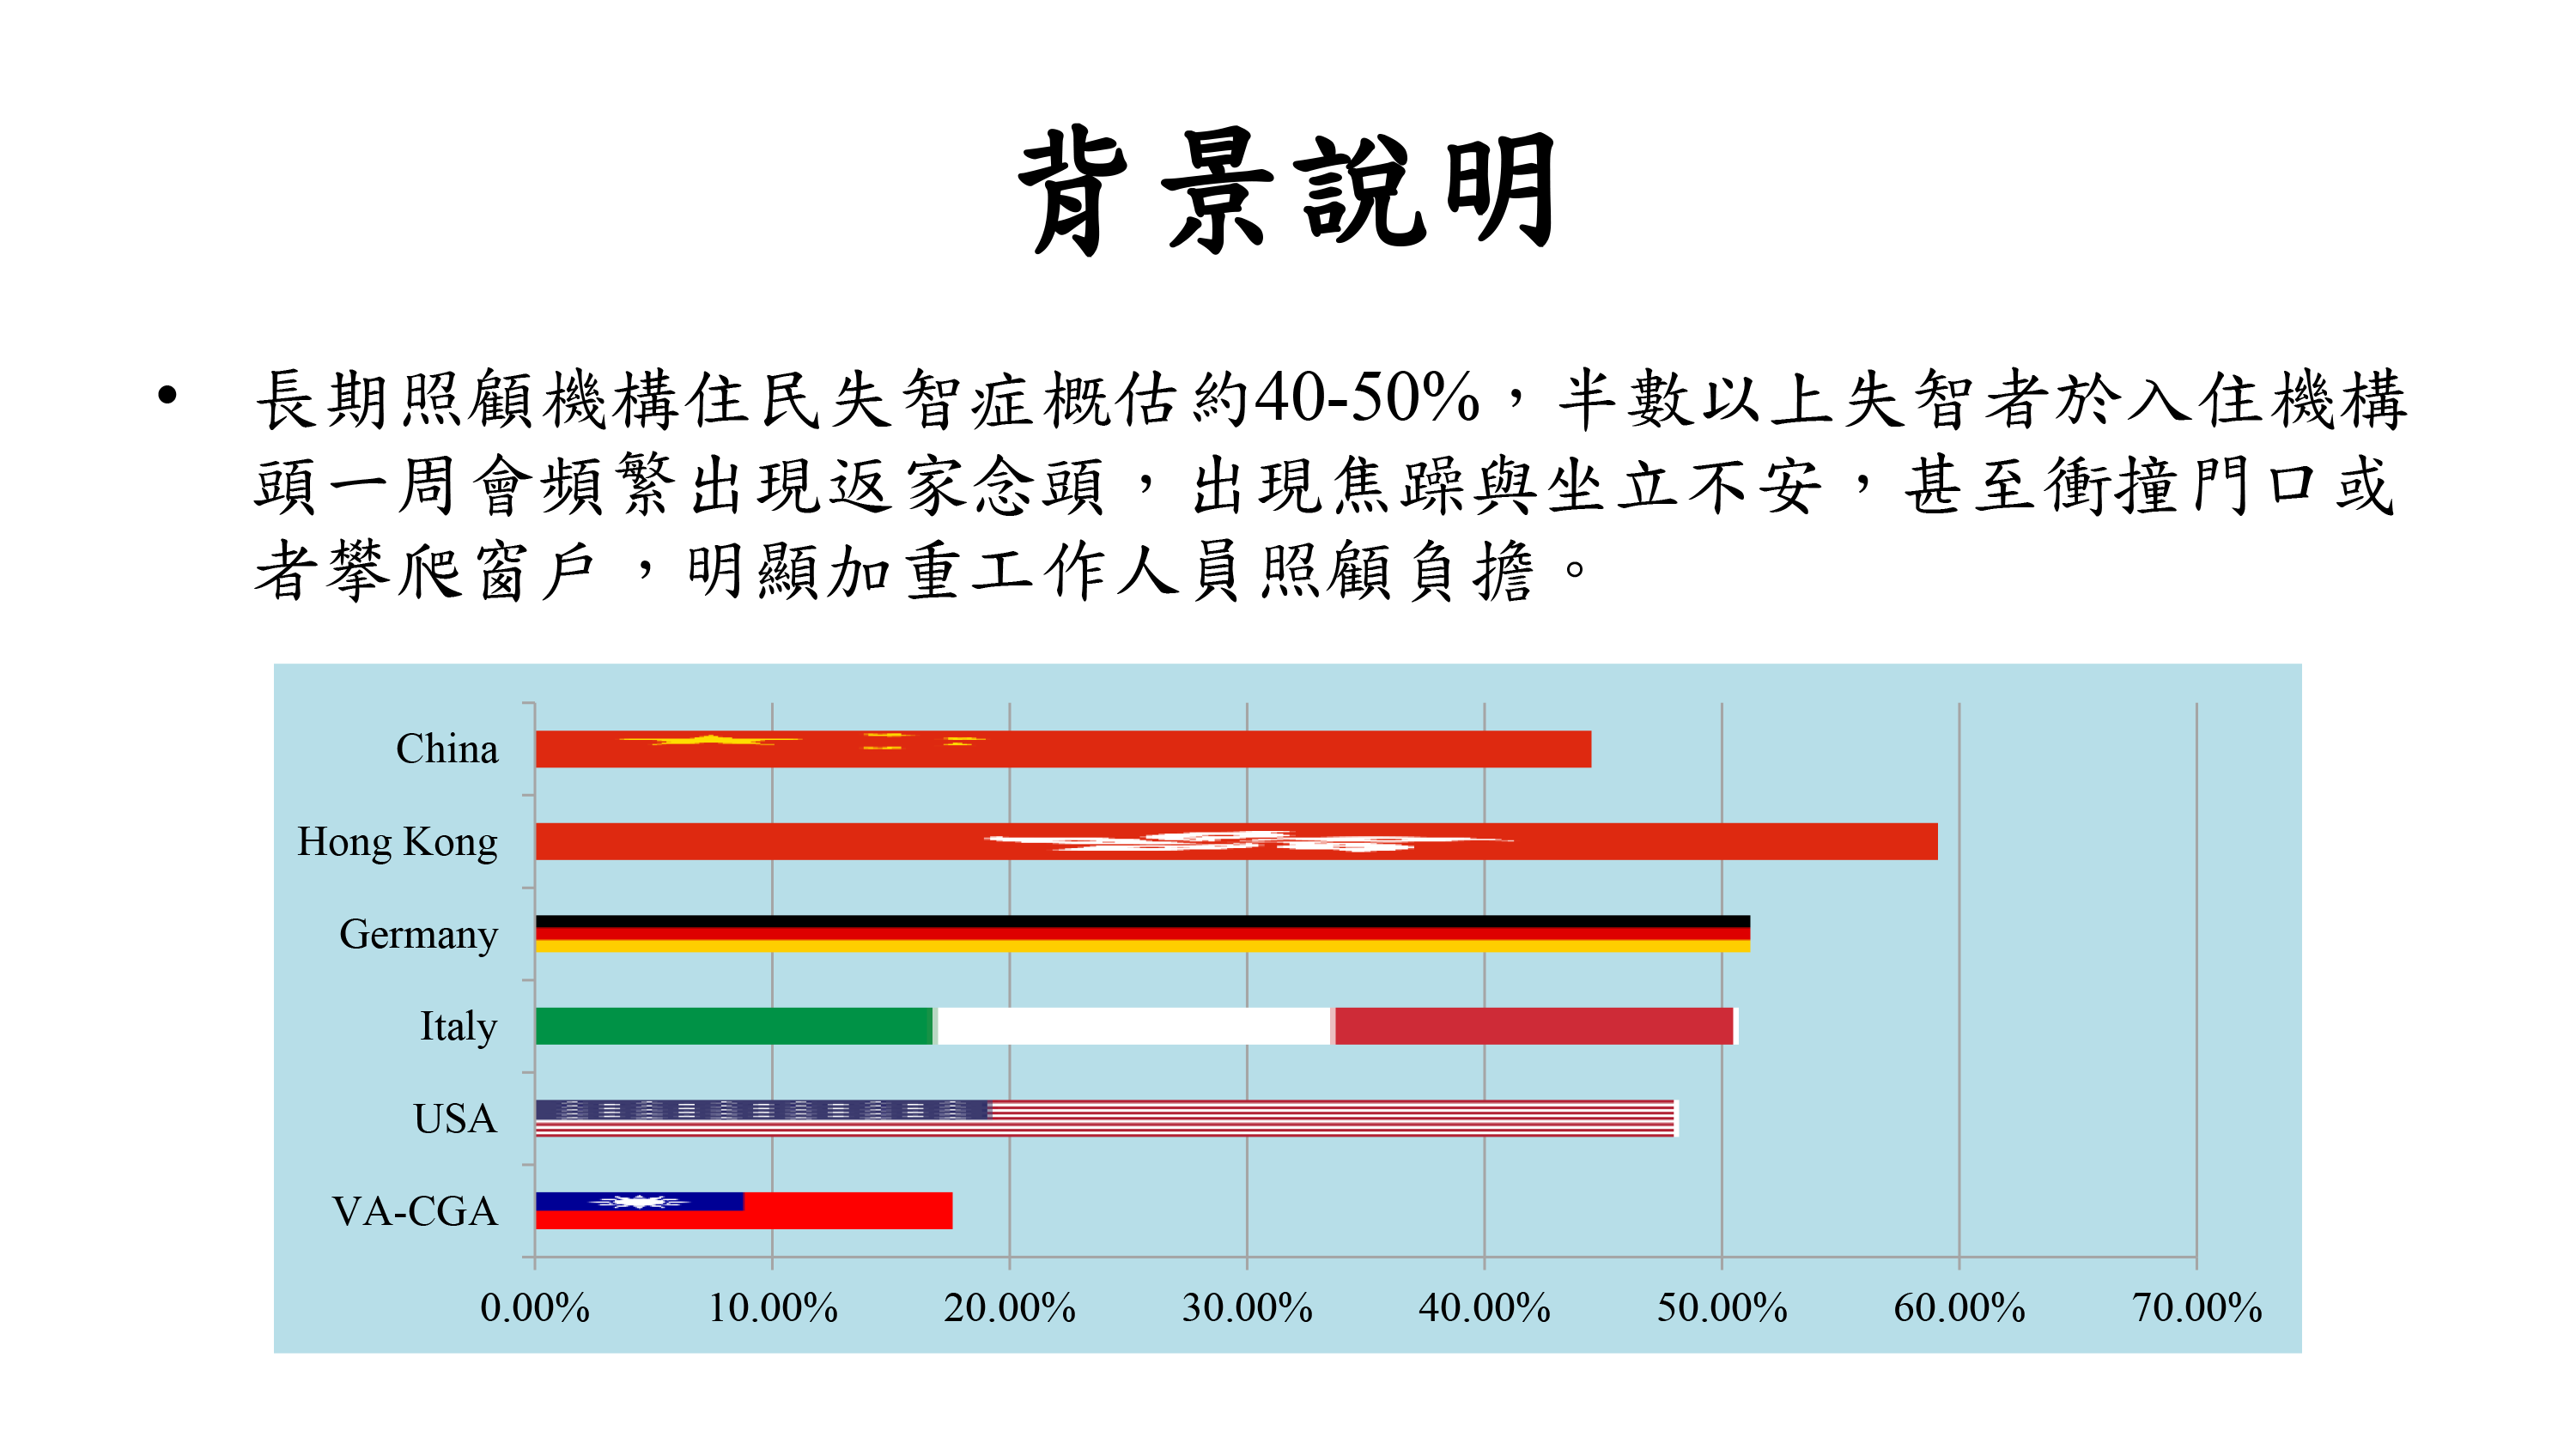 背景說明
• 長期照顧機構住民失智症概估約40-50%，半數以上失智者於入住機構
頭一周會頻繁出現返家念頭，出現焦躁與坐立不安，甚至衝撞門口或
者攀爬窗戶，明顯加重工作人員照顧負擔。
China
Hong Kong
Germany
Italy
USA
VA-CGA
0.00% 10.00% 20.00% 30.00% 40.00% 50.00% 60.00% 70.00%